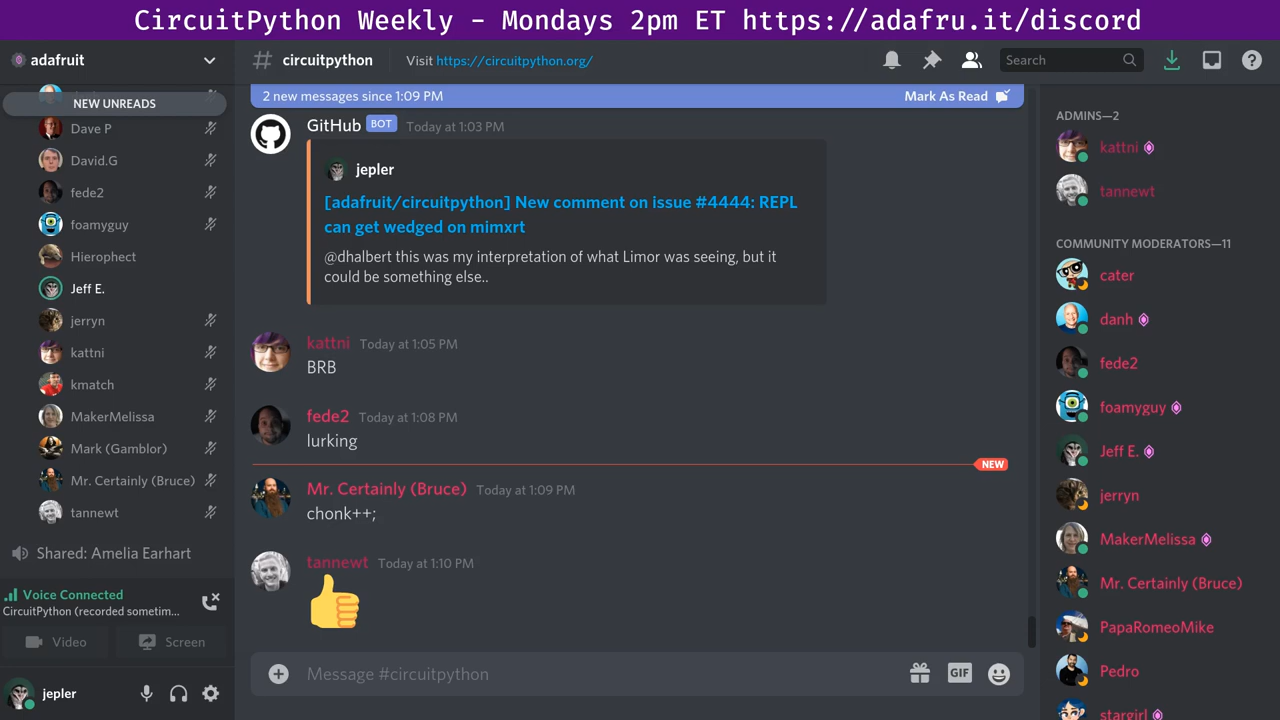 CircuitPython Weekly - Mondays 2pm ET https://adafru.it/discord
adafruit
NEW UNREADS
Dave P
David.G
fede2
foamyguy
Hierophect
Jeff E.
jerryn
kattni
kmatch
MakerMelissa
Mark (Gamblor)
Mr. Certainly (Bruce)
tannewt
Shared: Amelia Earhart
Voice Connected
CircuitPython (recorded sometim...
Video
Screen
jepler
# circuitpython
Visit https://circuitpython.org/
Search
2 new messages since 1:09 PM
Mark As Read
GitHub BOT Today at 1:03 PM
jepler
[adafruit/circuitpython] New comment on issue #4444: REPL
can get wedged on mimxrt
@dhalbert this was my interpretation of what Limor was seeing, but it
could be something else..
kattni Today at 1:05 PM
BRB
fede2 Today at 1:08 PM
lurking
NEW
Mr. Certainly (Bruce) Today at 1:09 PM
chonk++;
tannewt Today at 1:10 PM
Message #circuitpython
GIF
ADMINS—2
kattni
tannewt
COMMUNITY MODERATORS—11
cater
danh
fede2
foamyguy
Jeff E.
jerryn
MakerMelissa
Mr. Certainly (Bruce)
PapaRomeoMike
Pedro
stargirl